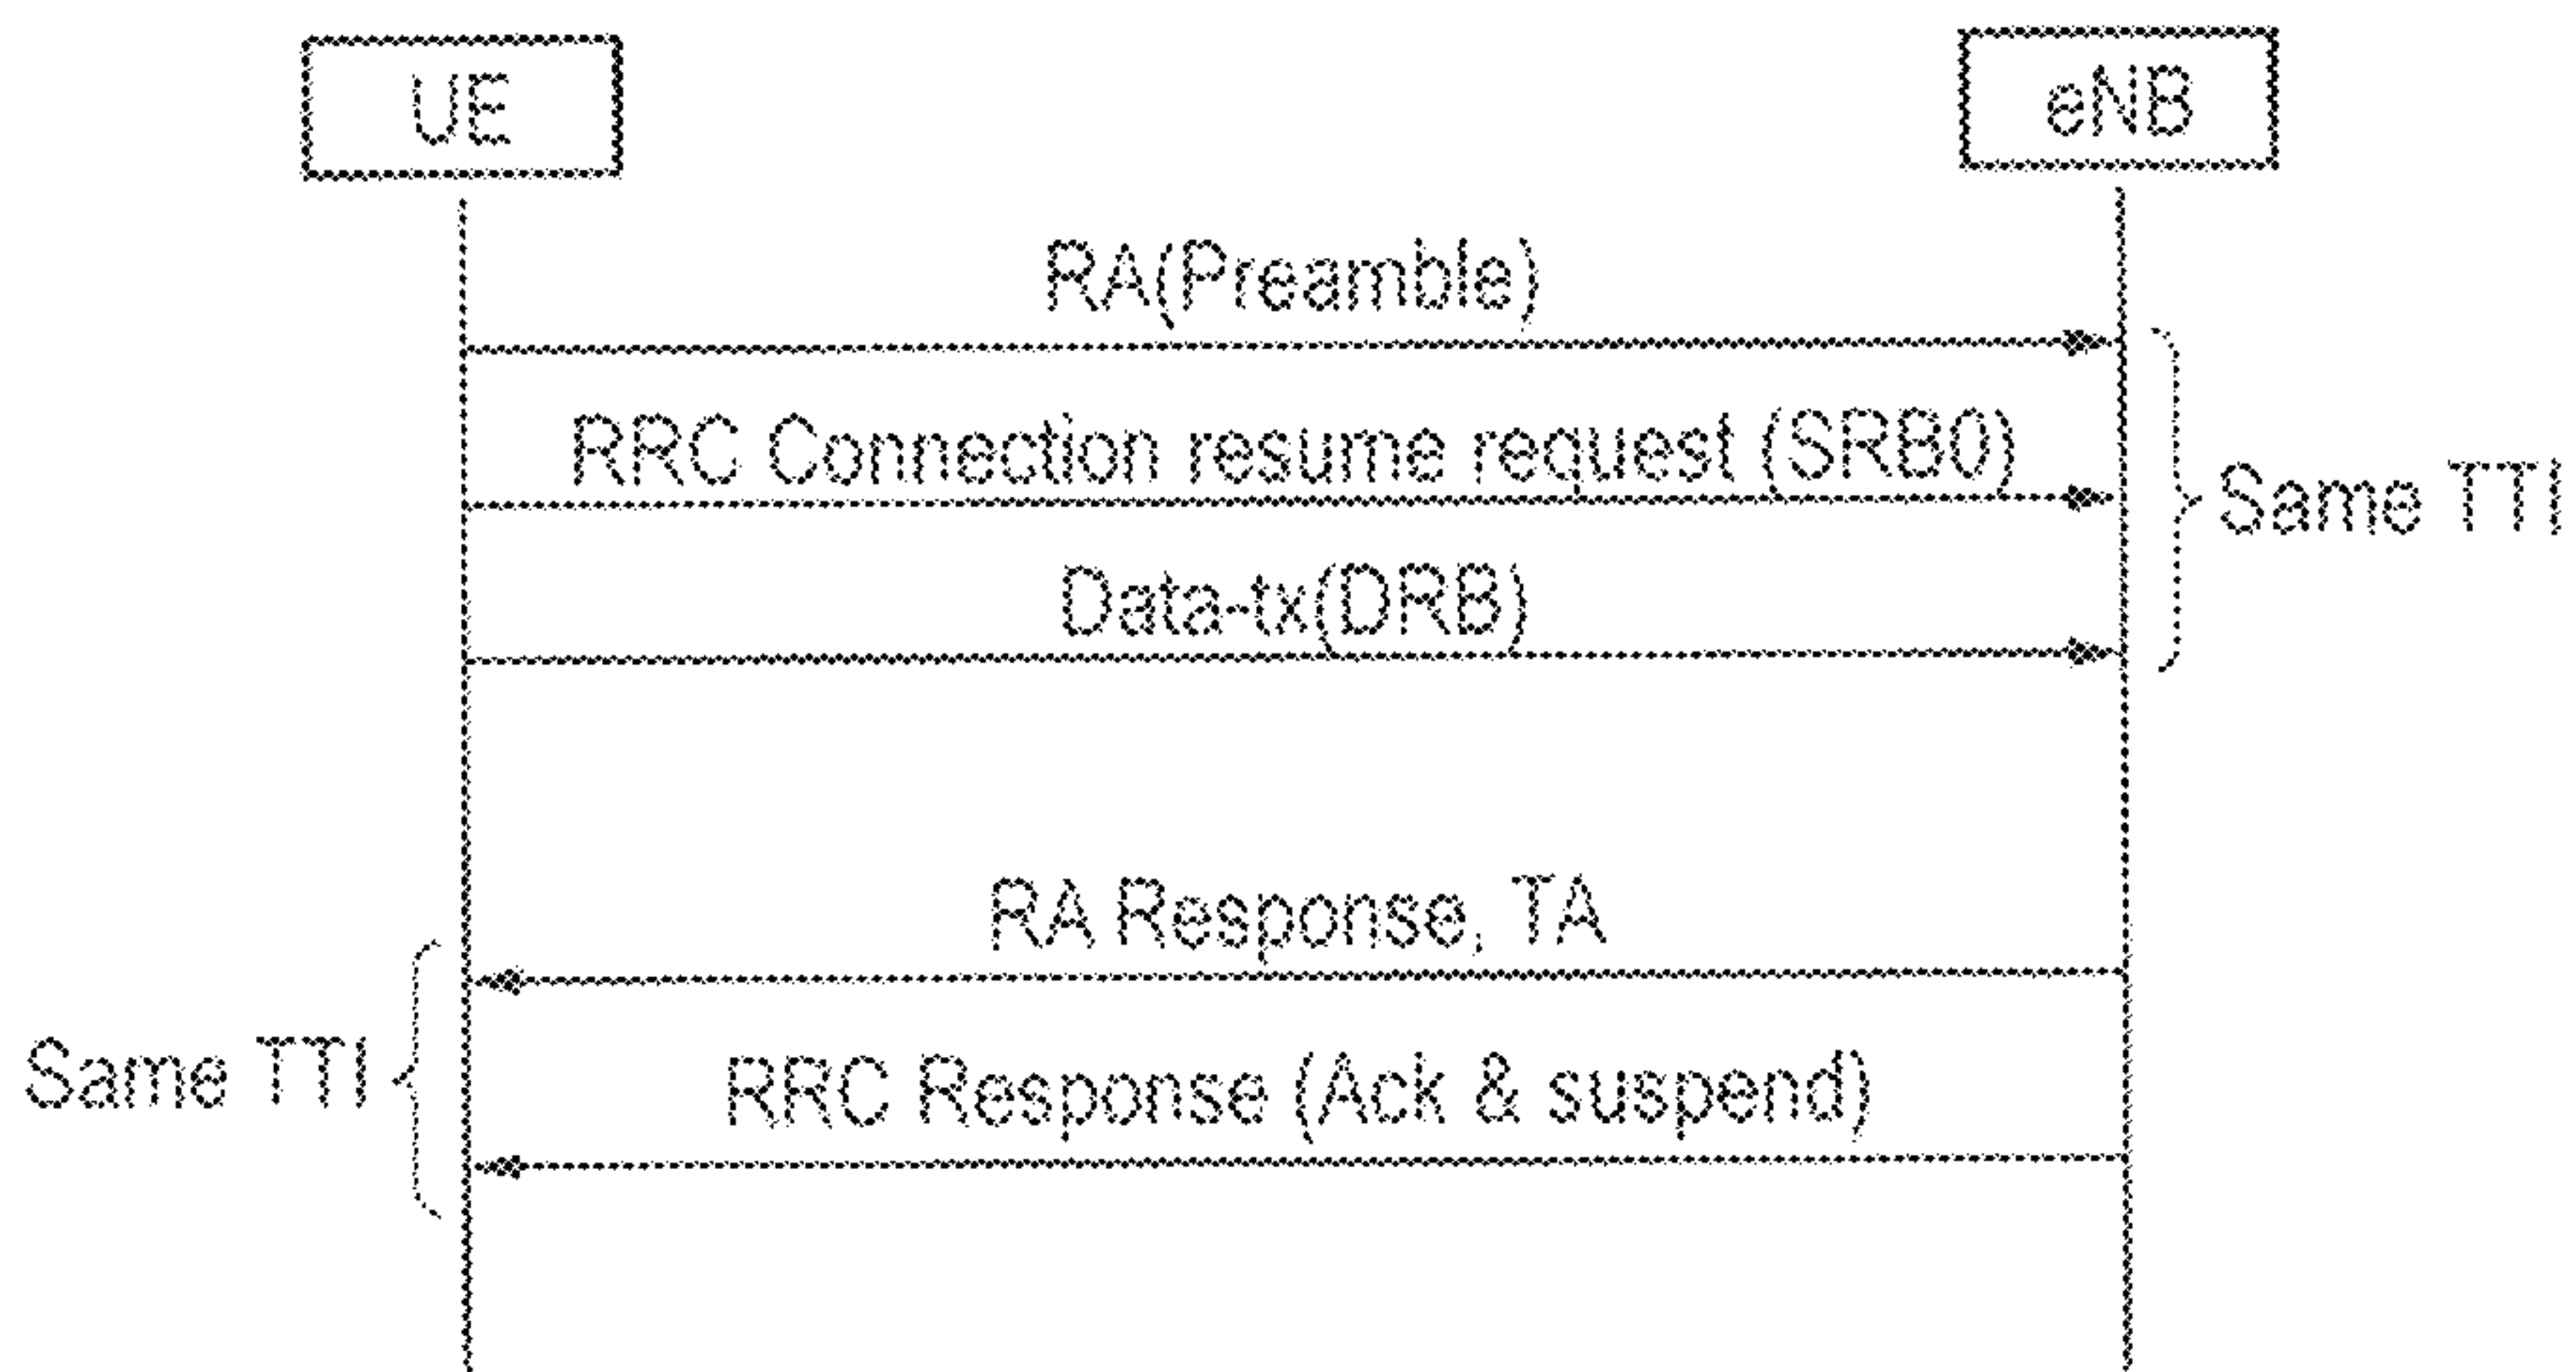 UE
eNB
RA(Preamble)
RRC Connection resume request (SRB0)
Same TTI
Data-tx(DRB)
RA Response, TA
Same TTI
RRC Response (Ack & suspend)